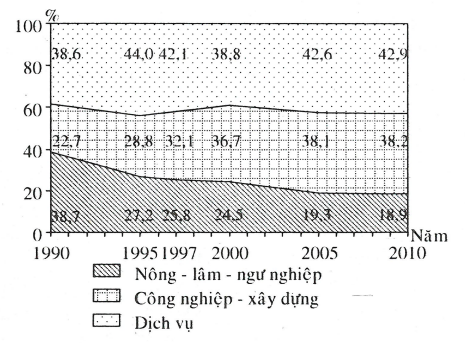 %
100
38,6 44,0 42,1 38,8 42,6 42,9
80
60
22,7 28,8 32,1 36,7 38,1 38,2
40
20
38,7 27,2 25,8 24,5 19,3 18,9
0
1990 1995 1997 2000 2005 2010 Năm
Nông - lâm - ngư nghiệp
Công nghiệp - xây dựng
Dịch vụ